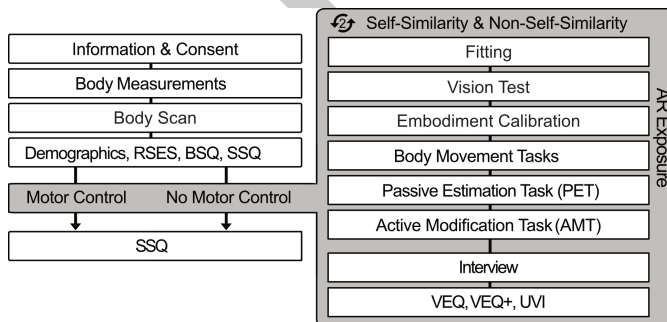 Information & Consent
Body Measurements
Body Scan
Demographics, RSES, BSQ, SSQ
Motor Control No Motor Control
SSQ
2 Self-Similarity & Non-Self-Similarity
Fitting
Vision Test
Embodiment Calibration
Body Movement Tasks
Passive Estimation Task (PET)
Active Modification Task (AMT)
Interview
VEQ, VEQ+, UVI
AR Exposure